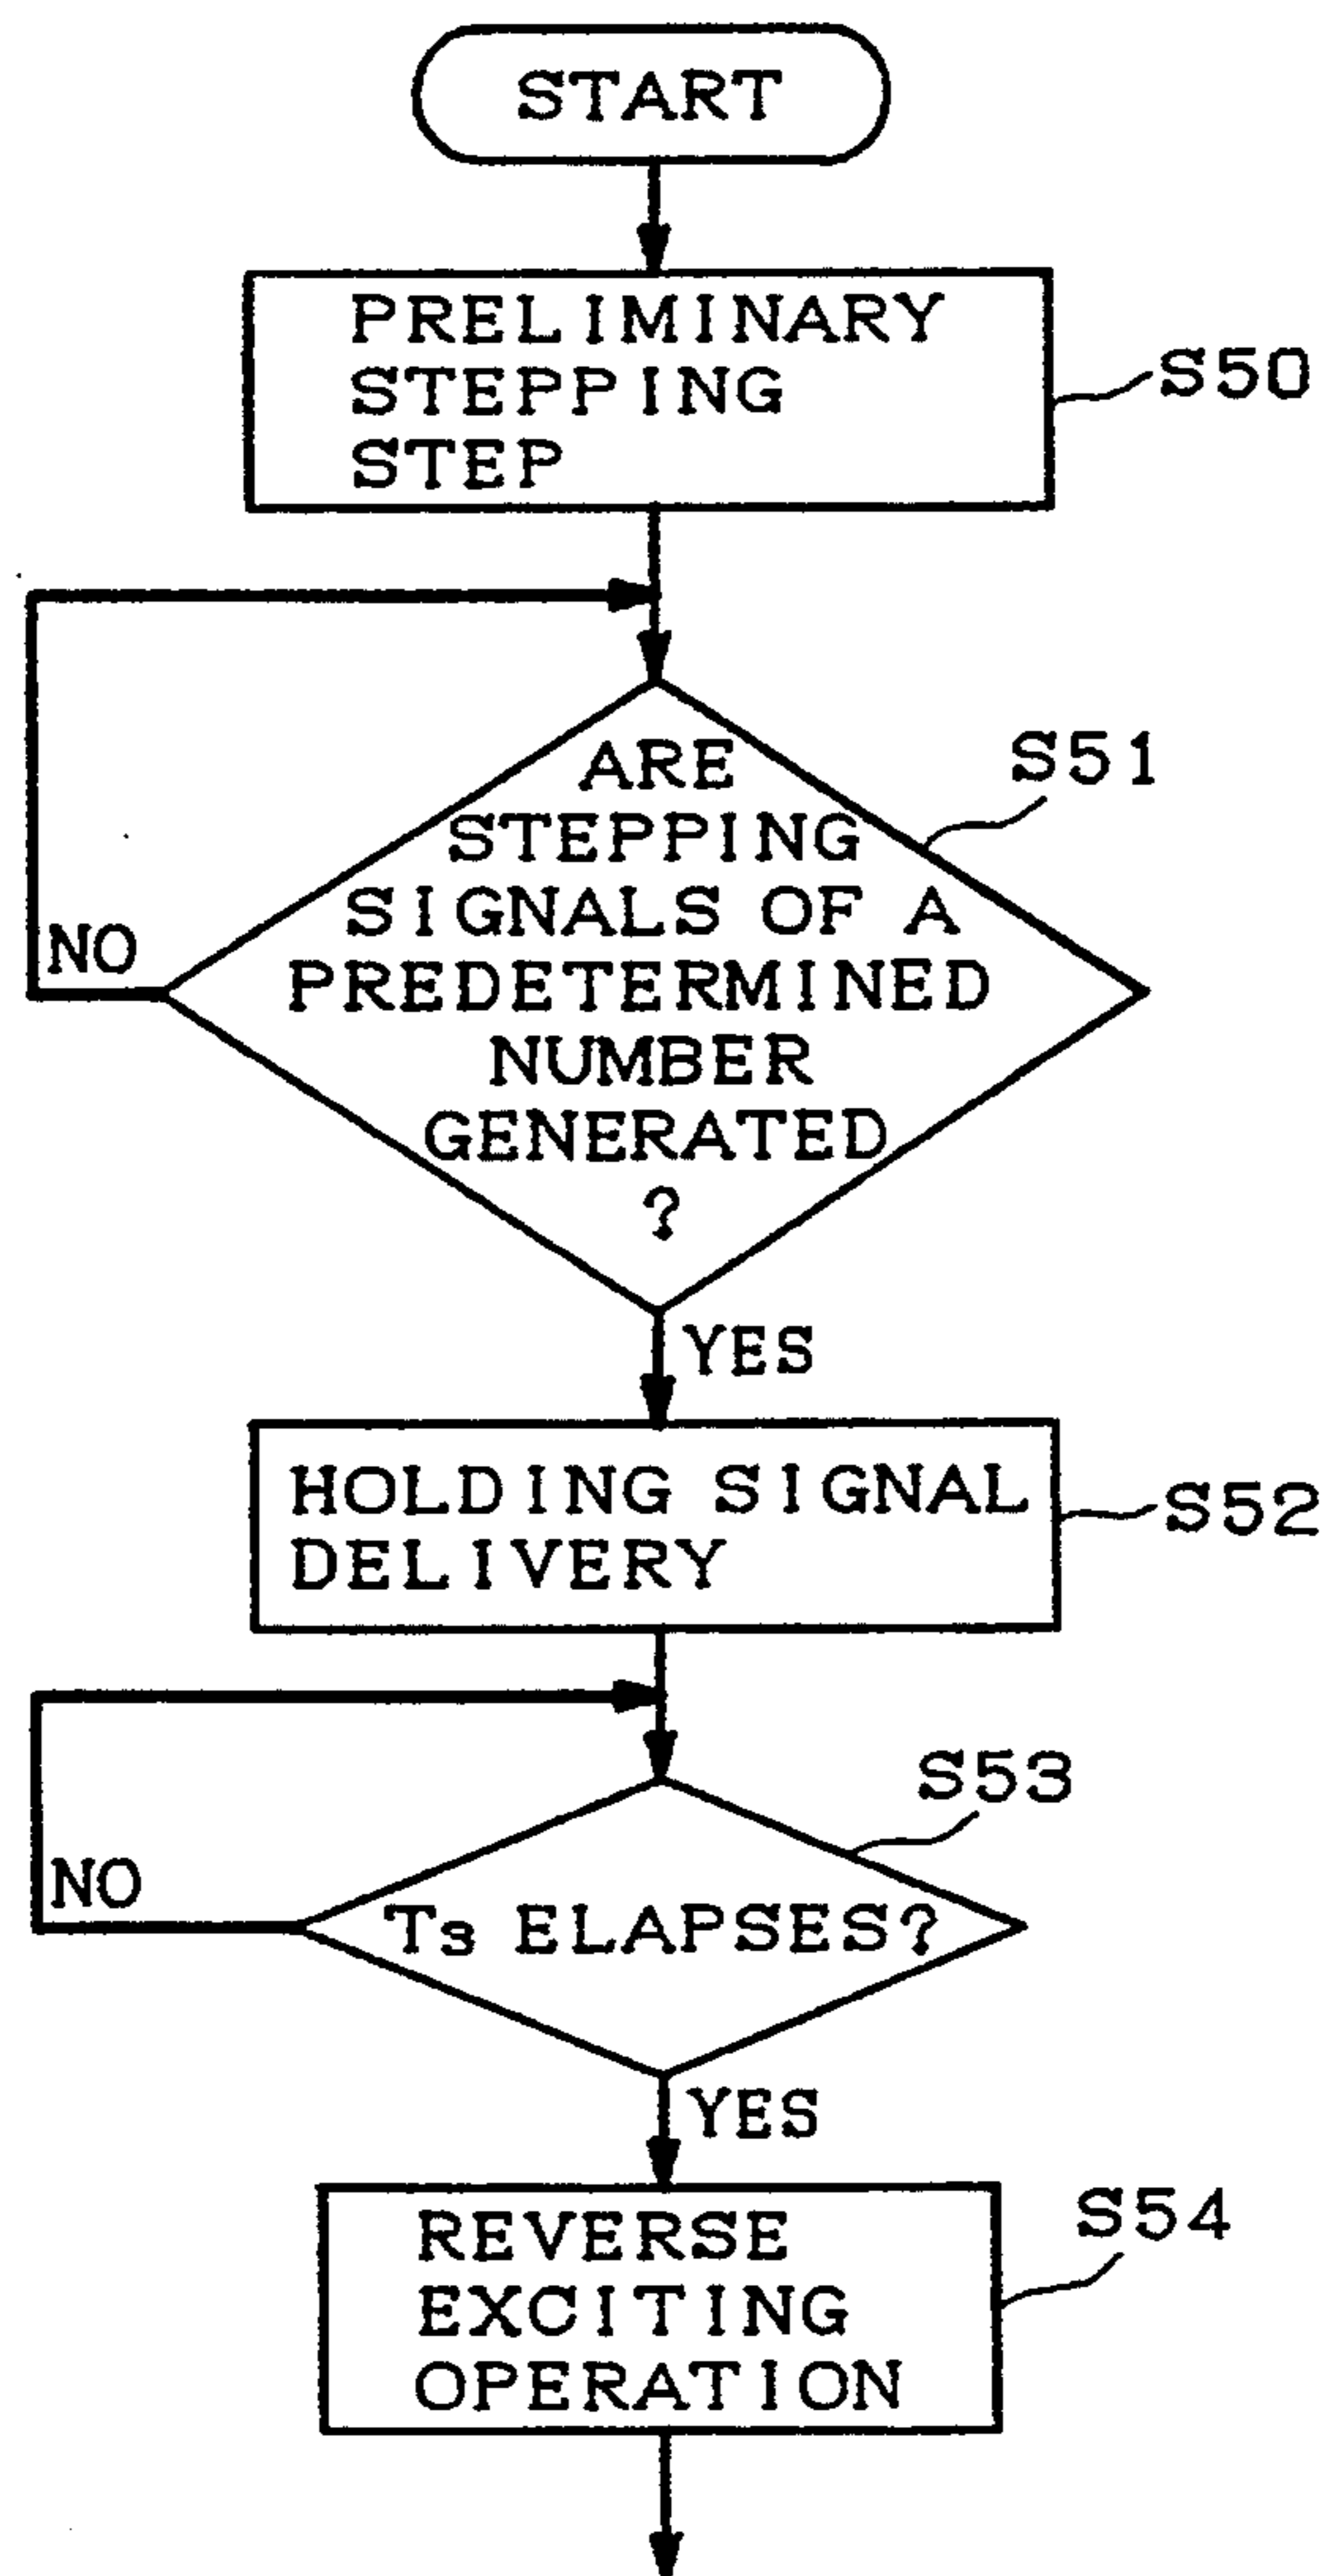 START
PRELIMINARY
STEPPING
STEP
S50
ARE
STEPPING
SIGNALS OF A
PREDETERMINED
NUMBER
GENERATED
?
S51
NO
YES
HOLDING SIGNAL
DELIVERY
S52
S53
T₃ ELAPSES?
NO
YES
REVERSE
EXCITING
OPERATION
S54